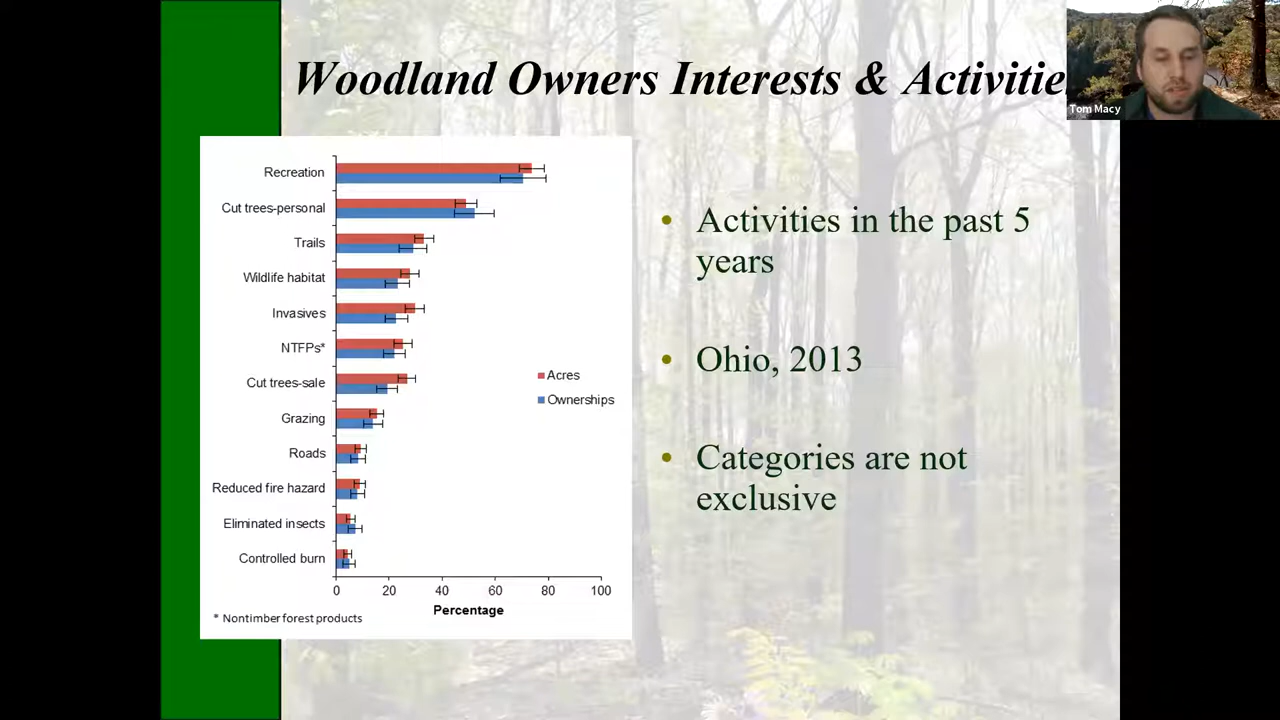 Woodland Owners Interests & Activitie
Tom Macy
Recreation
Cut trees-personal
Trails
Wildlife habitat
Invasives
NTFPs*
Cut trees-sale
Grazing
Roads
Reduced fire hazard
Eliminated insects
Controlled burn
0 20 40 60 80 100
Percentage
* Nontimber forest products
Acres
Ownerships
• Activities in the past 5
years
• Ohio, 2013
• Categories are not
exclusive